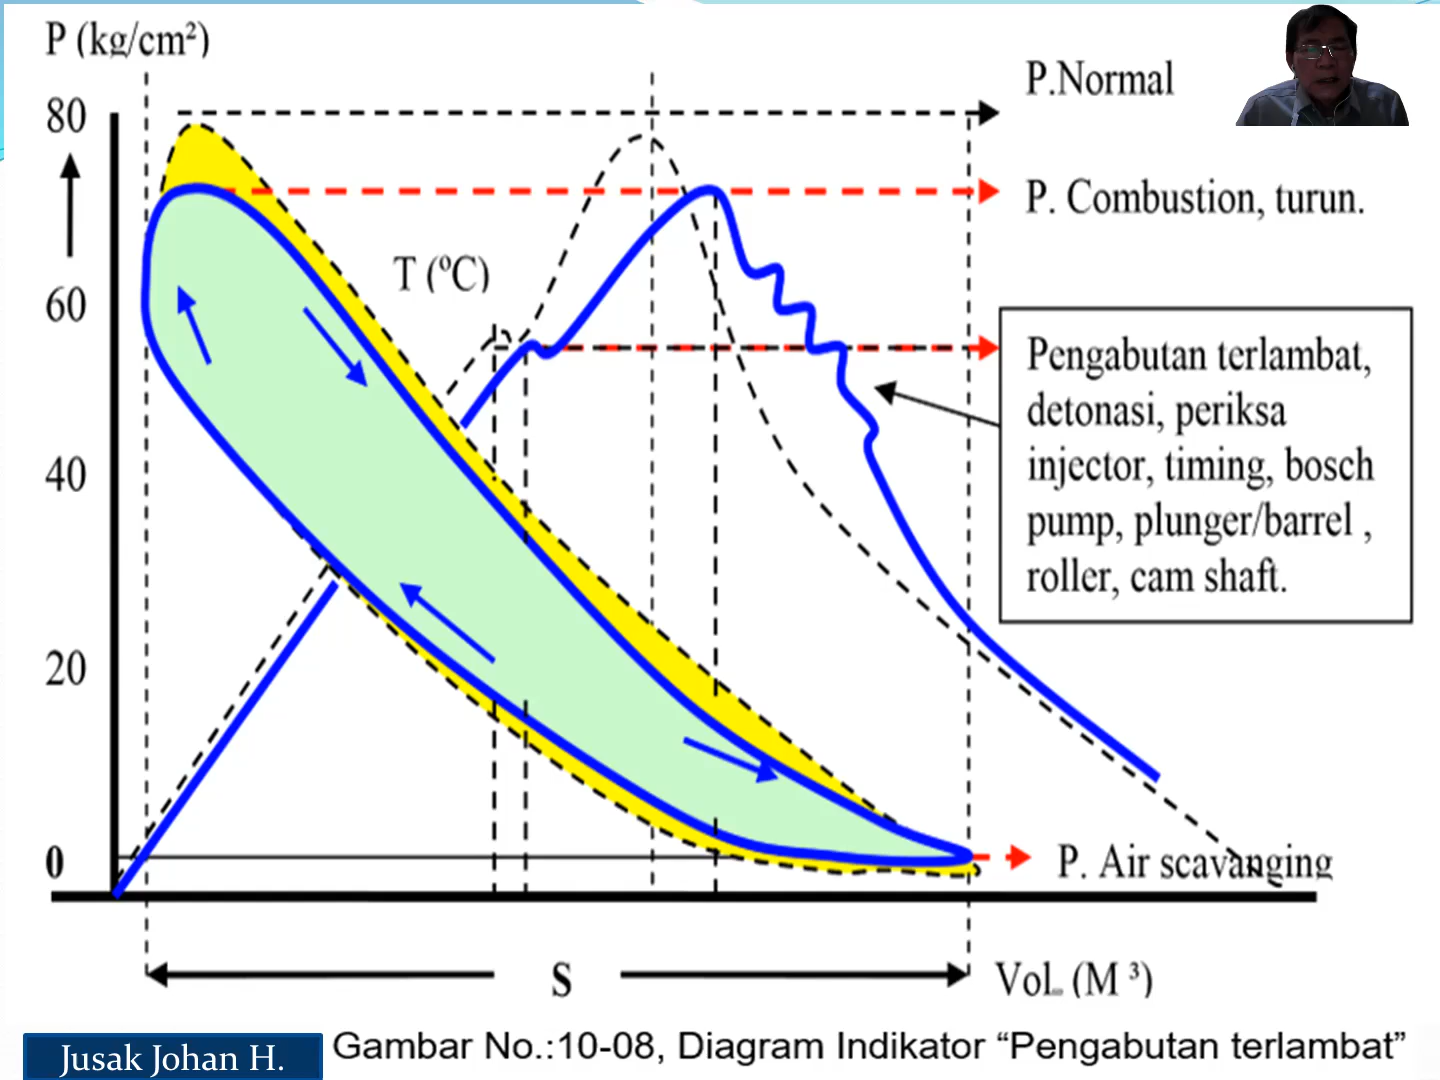 P (kg/cm²)
80
P.Normal
P. Combustion, turun.
T (ºC)
60
Pengabutan terlambat,
detonasi, periksa
injector, timing, bosch
pump, plunger/barrel ,
roller, cam shaft.
40
20
0
P. Air scavanging
S
Vol. (M ³)
Jusak Johan H.
Gambar No.:10-08, Diagram Indikator “Pengabutan terlambat”